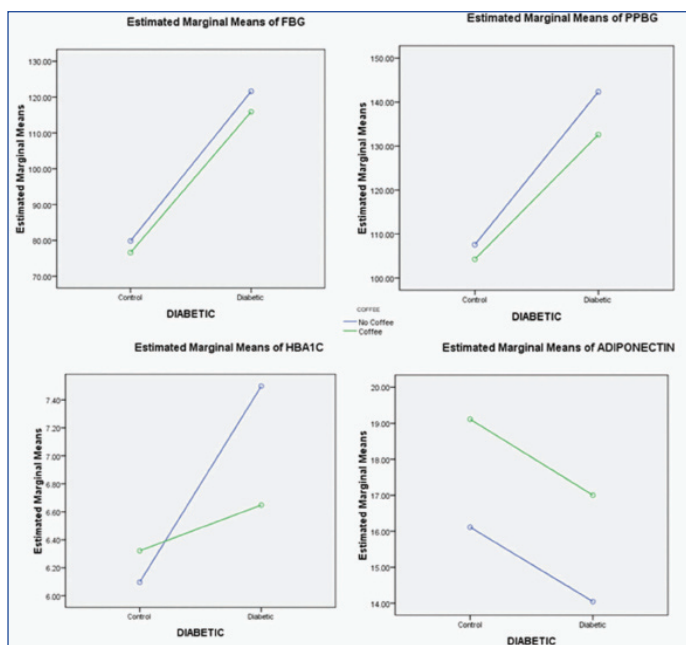 Estimated Marginal Means of FBG
Estimated Marginal Means
130.00
120.00
110.00
100.00
90.00
80.00
70.00
Control
Diabetic
DIABETIC
Estimated Marginal Means of PPBG
Estimated Marginal Means
150.00
140.00
130.00
120.00
110.00
100.00
Control
Diabetic
DIABETIC
COFFEE
No Coffee
Coffee
Estimated Marginal Means of HBA1C
Estimated Marginal Means
7.40
7.20
7.00
6.80
6.60
6.40
6.20
6.00
Control
Diabetic
DIABETIC
Estimated Marginal Means of ADIPONECTIN
Estimated Marginal Means
20.00
19.00
18.00
17.00
16.00
15.00
14.00
Control
Diabetic
DIABETIC